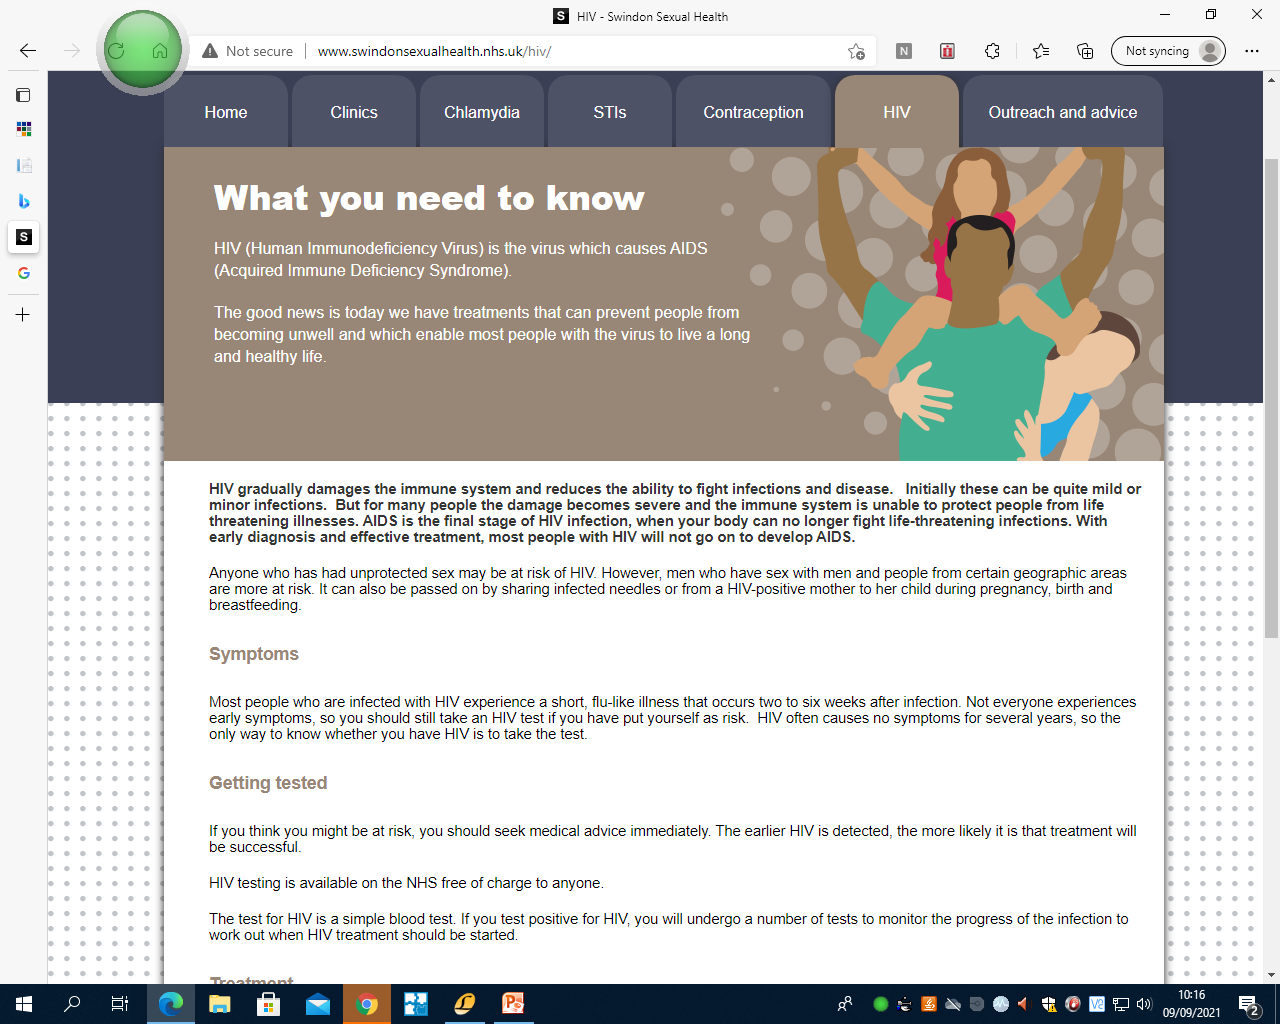 S HIV - Swindon Sexual Health
Not secure www.swindonsexualhealth.nhs.uk/hiv/ N Not syncing
Home Clinics Chlamydia STIs Contraception HIV Outreach and advice
What you need to know
HIV (Human Immunodeficiency Virus) is the virus which causes AIDS
(Acquired Immune Deficiency Syndrome).
The good news is today we have treatments that can prevent people from
becoming unwell and which enable most people with the virus to live a long
and healthy life.
S
G
HIV gradually damages the immune system and reduces the ability to fight infections and disease.   Initially these can be quite mild or
minor infections.  But for many people the damage becomes severe and the immune system is unable to protect people from life
threatening illnesses. AIDS is the final stage of HIV infection, when your body can no longer fight life-threatening infections. With
early diagnosis and effective treatment, most people with HIV will not go on to develop AIDS.
Anyone who has had unprotected sex may be at risk of HIV. However, men who have sex with men and people from certain geographic areas
are more at risk. It can also be passed on by sharing infected needles or from a HIV-positive mother to her child during pregnancy, birth and
breastfeeding.
Symptoms
Most people who are infected with HIV experience a short, flu-like illness that occurs two to six weeks after infection. Not everyone experiences
early symptoms, so you should still take an HIV test if you have put yourself as risk.  HIV often causes no symptoms for several years, so the
only way to know whether you have HIV is to take the test.
Getting tested
If you think you might be at risk, you should seek medical advice immediately. The earlier HIV is detected, the more likely it is that treatment will
be successful.
HIV testing is available on the NHS free of charge to anyone.
The test for HIV is a simple blood test. If you test positive for HIV, you will undergo a number of tests to monitor the progress of the infection to
work out when HIV treatment should be started.
Treatment
10:16
09/09/2021
2